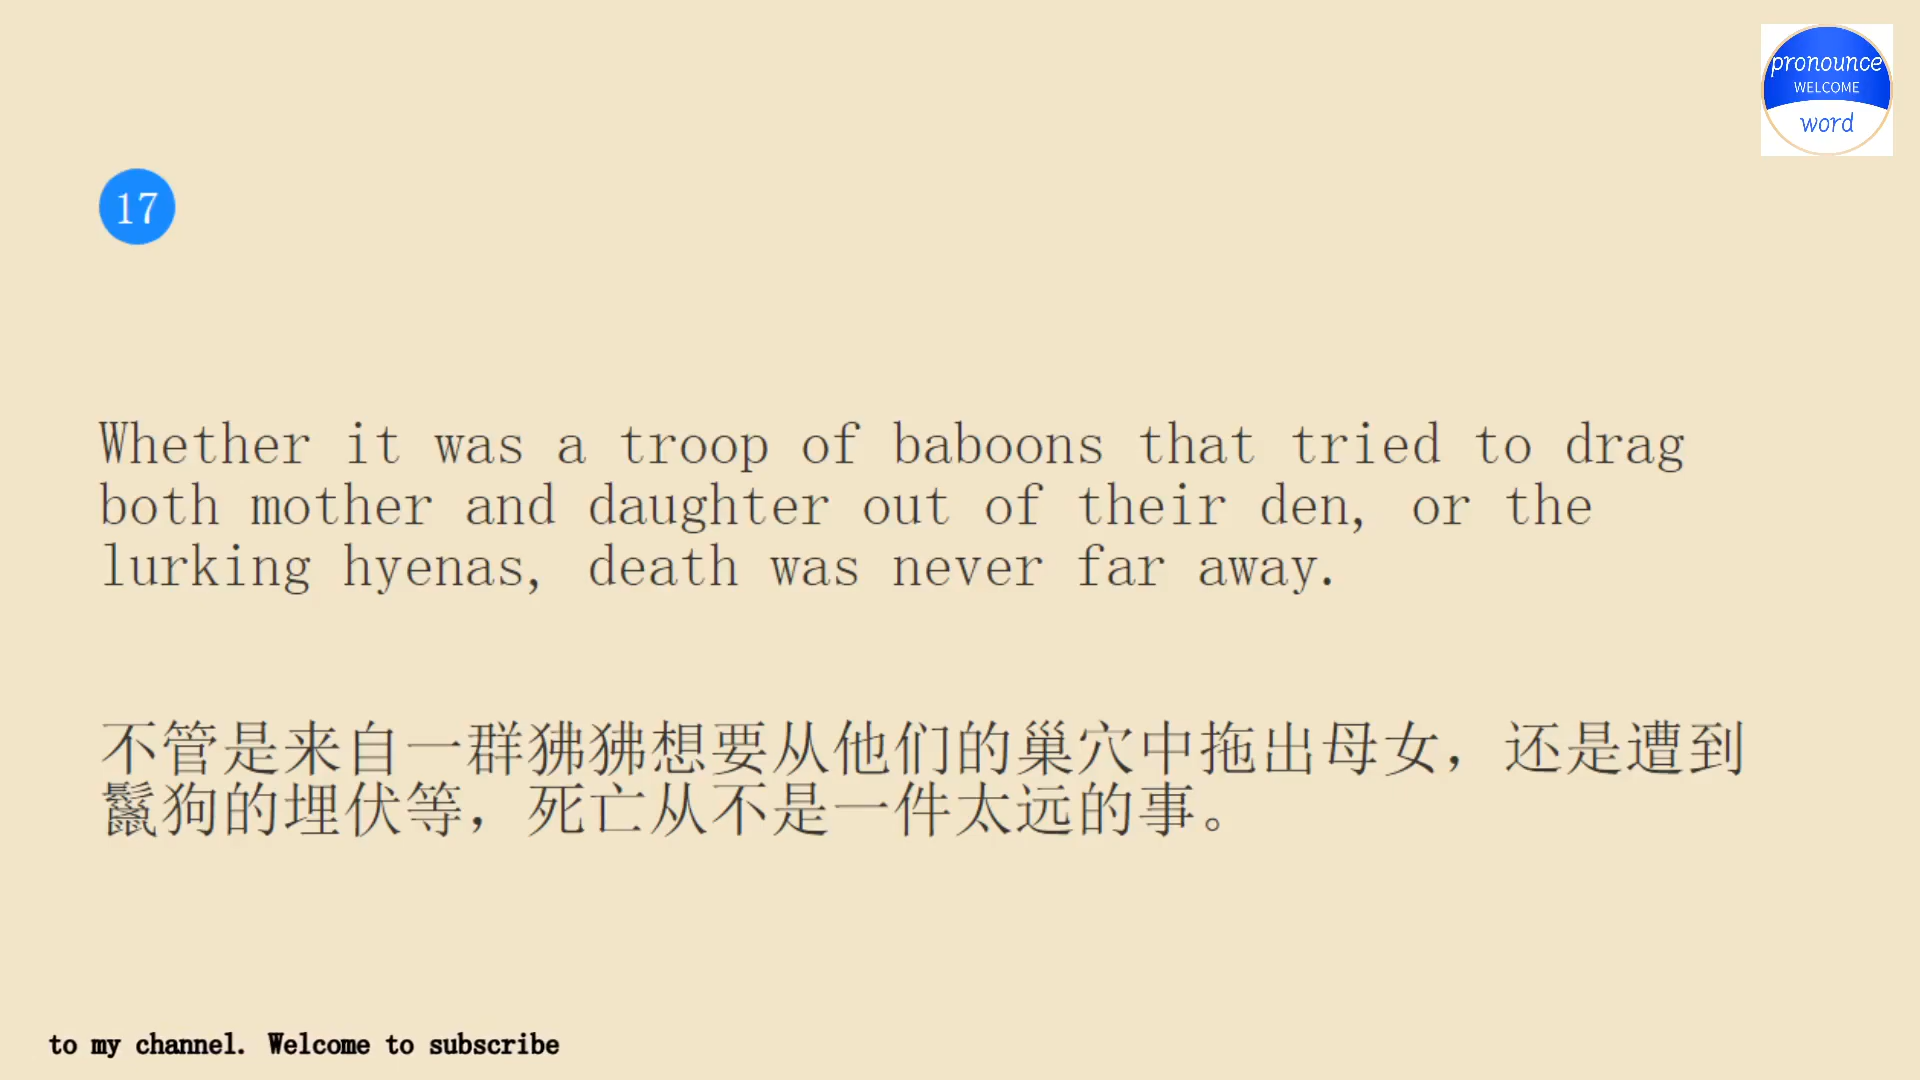 pronounce
WELCOME
word
17
Whether it was a troop of baboons that tried to drag
both mother and daughter out of their den, or the
lurking hyenas, death was never far away.
不管是来自一群狒狒想要从他们的巢穴中拖出母女，还是遭到
鬣狗的埋伏等，死亡从不是一件太远的事。
to my channel. Welcome to subscribe